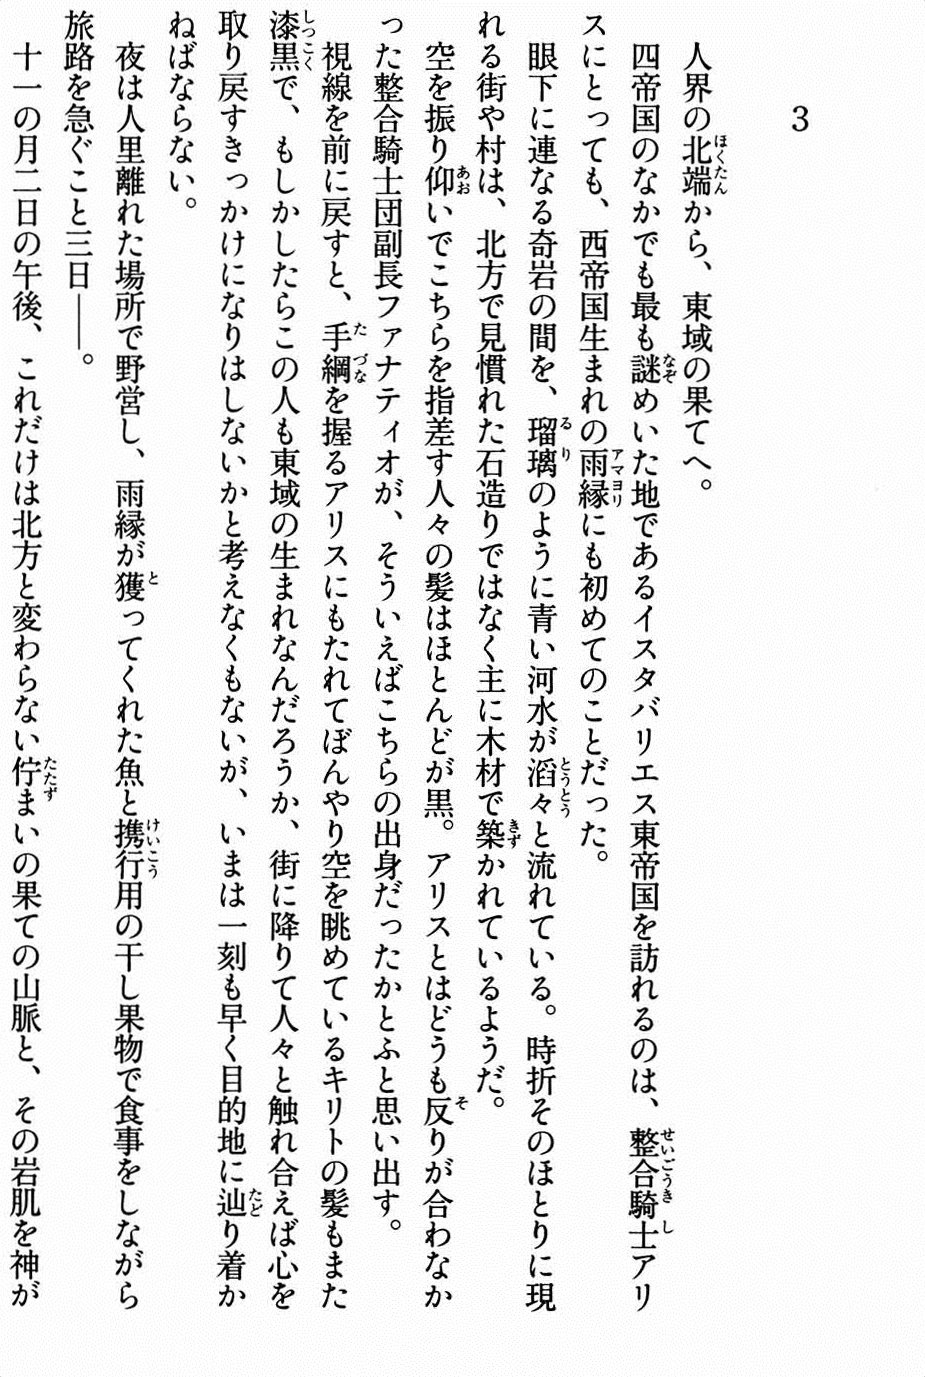 3
人界の北端から、東域の果てへ。
四帝国のなかでも最も謎めいた地であるイスタバリエス東帝国を訪れるのは、整合騎士アリ
スにとっても、西帝国生まれの雨縁にも初めてのことだった。
眼下に連なる奇岩の間を、瑠璃のように青い河水が滔々と流れている。時折そのほとりに現
れる街や村は、北方で見慣れた石造りではなく主に木材で築かれているようだ。
空を振り仰いでこちらを指差す人々の髪はほとんどが黒。アリスとはどうも反りが合わなか
った整合騎士団副長ファナティオが、そういえばこちらの出身だったかとふと思い出す。
視線を前に戻すと、手綱を握るアリスにもたれてぼんやり空を眺めているキリトの髪もまた
漆黒で、もしかしたらこの人も東域の生まれなんだろうか、街に降りて人々と触れ合えば心を
取り戻すきっかけになりはしないかと考えなくもないが、いまは一刻も早く目的地に辿り着か
ねばならない。
夜は人里離れた場所で野営し、雨縁が獲ってくれた魚と携行用の干し果物で食事をしながら
旅路を急ぐこと三日――。
十一の月二日の午後、これだけは北方と変わらない佇まいの果ての山脈と、その岩肌を神が